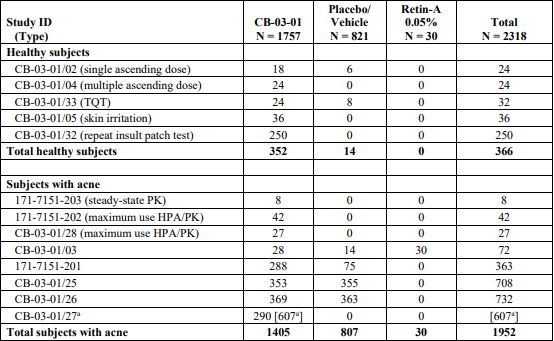 Study ID (Type) CB-03-01 N = 1757 Placebo/ Vehicle N = 821 Retin-A 0.05% N = 30 Total N = 2318
Healthy subjects
CB-03-01/02 (single ascending dose) 18 6 0 24
CB-03-01/04 (multiple ascending dose) 24 0 0 24
CB-03-01/33 (TQT) 24 8 0 32
CB-03-01/05 (skin irritation) 36 0 0 36
CB-03-01/32 (repeat insult patch test) 250 0 0 250
Total healthy subjects 352 14 0 366
Subjects with acne
171-7151-203 (steady-state PK) 8 0 0 8
171-7151-202 (maximum use HPA/PK) 42 0 0 42
CB-03-01/28 (maximum use HPA/PK) 27 0 0 27
CB-03-01/03 28 14 30 72
171-7151-201 288 75 0 363
CB-03-01/25 353 355 0 708
CB-03-01/26 369 363 0 732
CB-03-01/27ᵃ 290 [607ᵃ] 0 0 [607ᵃ]
Total subjects with acne 1405 807 30 1952